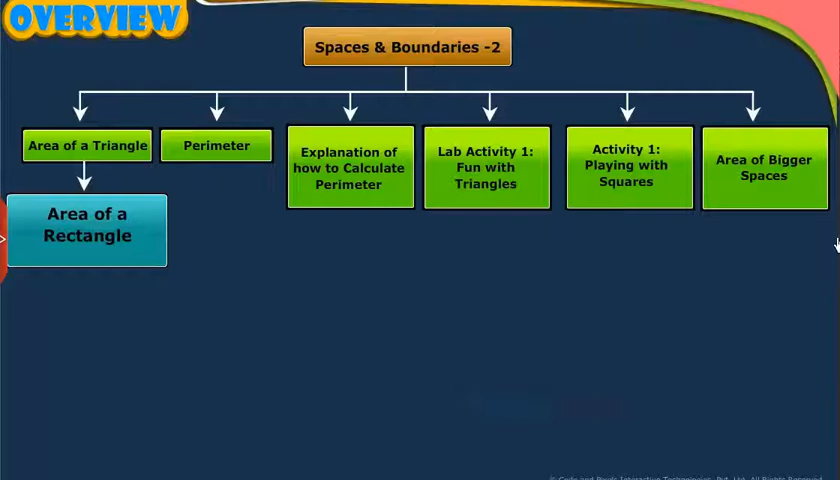 OVERVIEW
Spaces & Boundaries -2
Area of a Triangle
Perimeter
Explanation of
how to Calculate
Perimeter
Lab Activity 1:
Fun with
Triangles
Activity 1:
Playing with
Squares
Area of Bigger
Spaces
Area of a
Rectangle